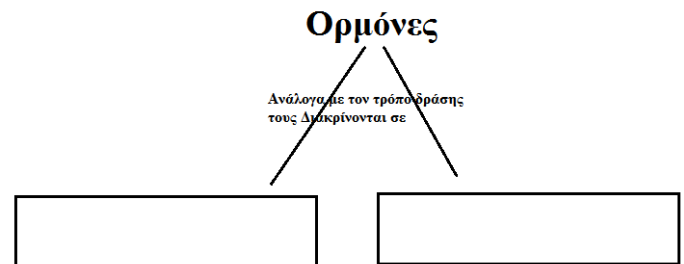 Ορμόνες
Ανάλογα με τον τρόπο δράσης
τους Διακρίνονται σε